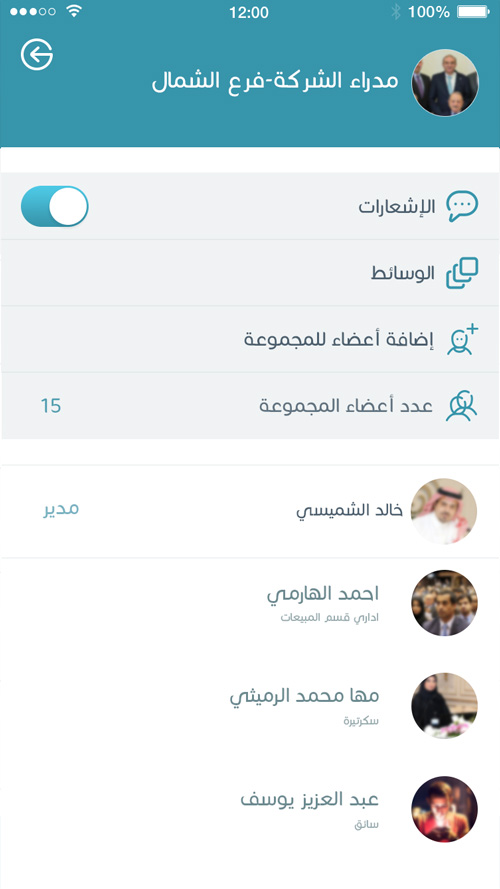 12:00
100%
مدراء الشركة-فرع الشمال
الإشعارات
الوسائط
إضافة أعضاء للمجموعة
عدد أعضاء المجموعة 15
خالد الشميسي مدير
احمد الهارمي
اداري قسم المبيعات
مها محمد الرميثي
سكرتيرة
عبد العزيز يوسف
سائق